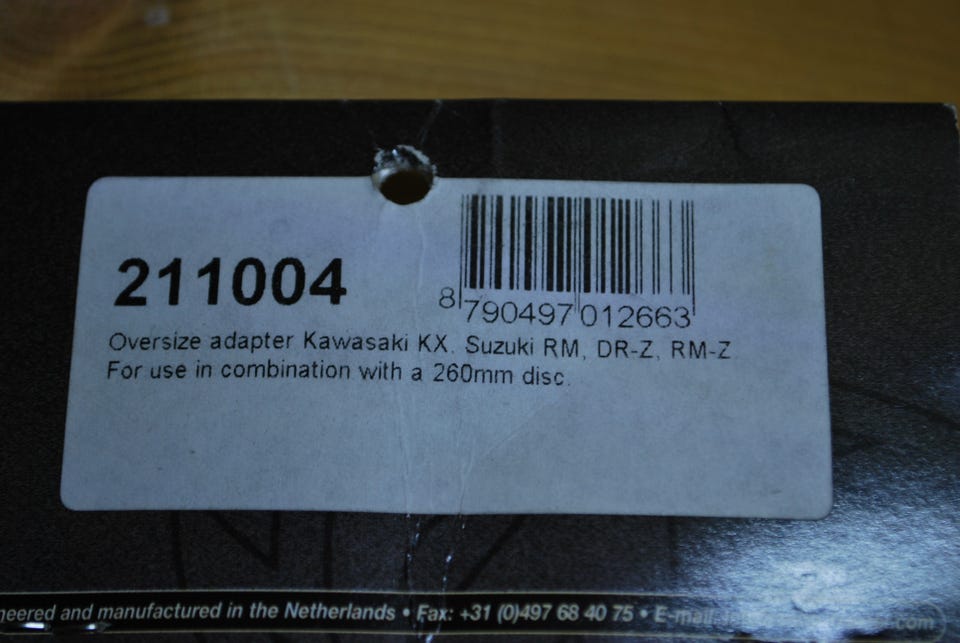 211004
8 790497 012663
Oversize adapter Kawasaki KX. Suzuki RM, DR-Z, RM-Z
For use in combination with a 260mm disc.
neered and manufactured in the Netherlands • Fax: +31 (0)497 68 40 75 • E-mail
.com